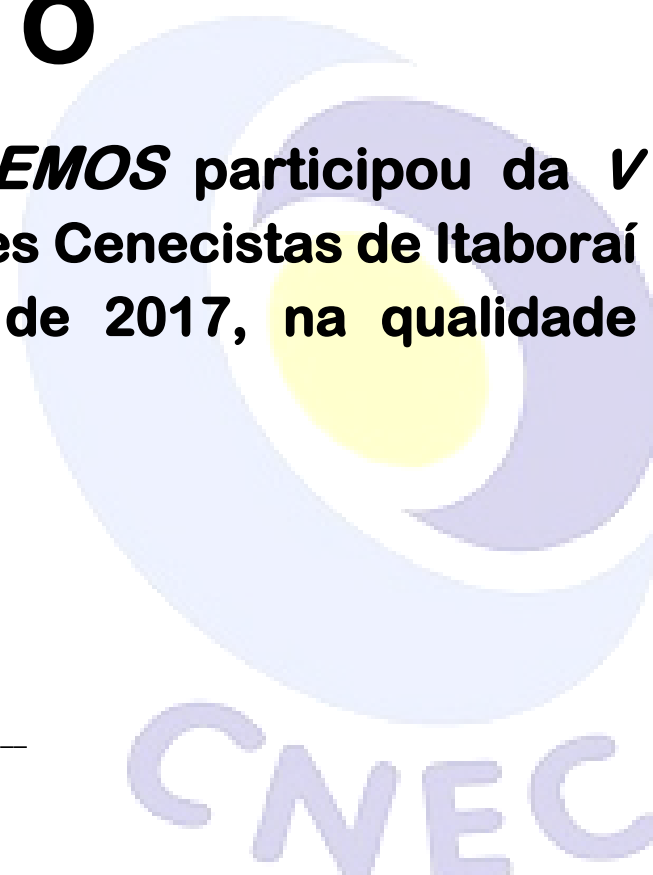 O
EMOS participou da V
es Cenecistas de Itaboraí
de 2017, na qualidade
CNEC